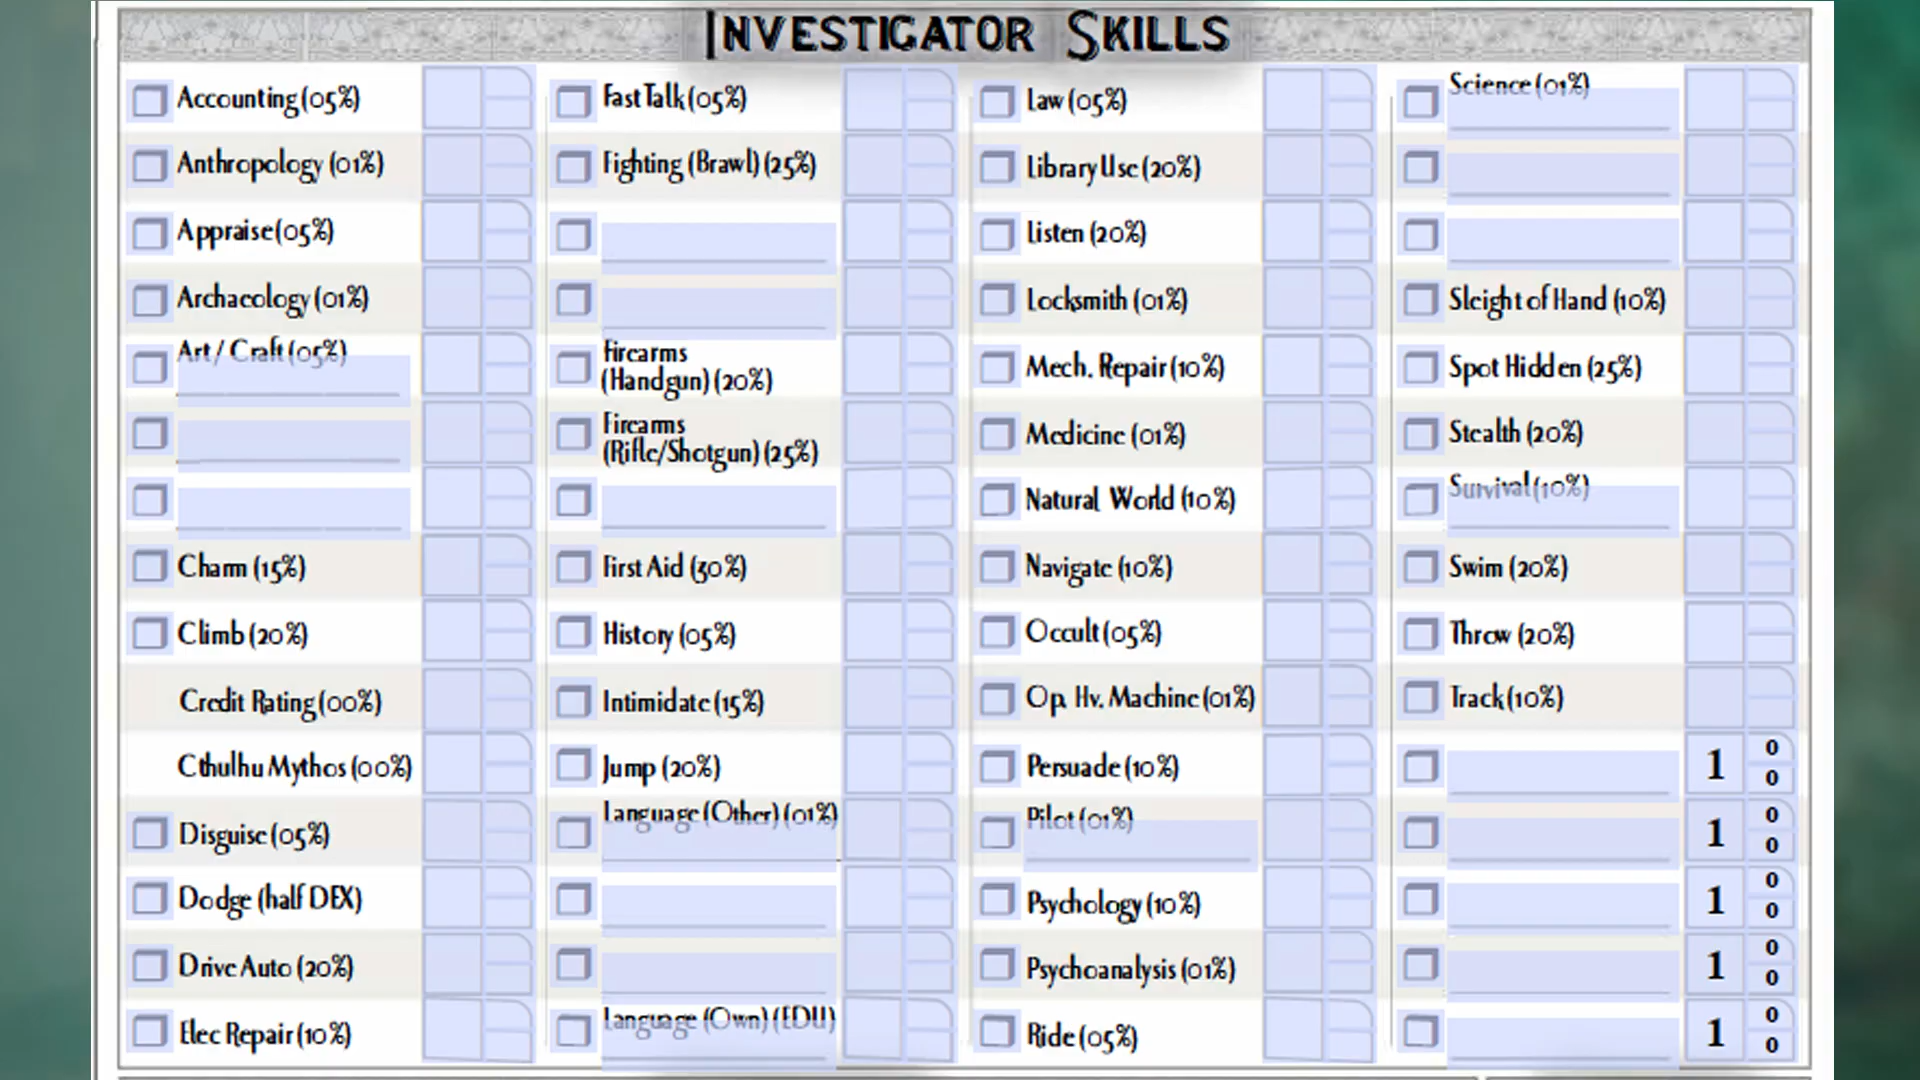 INVESTIGATOR SKILLS
Accounting (05%)
Anthropology (01%)
Appraise (05%)
Archaeology (01%)
Art / Craft (05%)
Charm (15%)
Climb (20%)
Credit Rating (00%)
Cthulhu Mythos (00%)
Disguise (05%)
Dodge (half DEX)
Drive Auto (20%)
Elec Repair (10%)
Fast Talk (05%)
Fighting (Brawl) (25%)
Firearms
(Handgun) (20%)
Firearms
(Rifle/Shotgun) (25%)
First Aid (30%)
History (05%)
Intimidate (15%)
Jump (20%)
Language (Other) (01%)
Language (Own) (EDU)
Law (05%)
Library Use (20%)
Listen (20%)
Locksmith (01%)
Mech. Repair (10%)
Medicine (01%)
Natural World (10%)
Navigate (10%)
Occult (05%)
Op. Hv. Machine (01%)
Persuade (10%)
Pilot (01%)
Psychology (10%)
Psychoanalysis (01%)
Ride (05%)
Science (01%)
Sleight of Hand (10%)
Spot Hidden (25%)
Stealth (20%)
Survival (10%)
Swim (20%)
Throw (20%)
Track (10%)
1 0 0
1 0 0
1 0 0
1 0 0
1 0 0